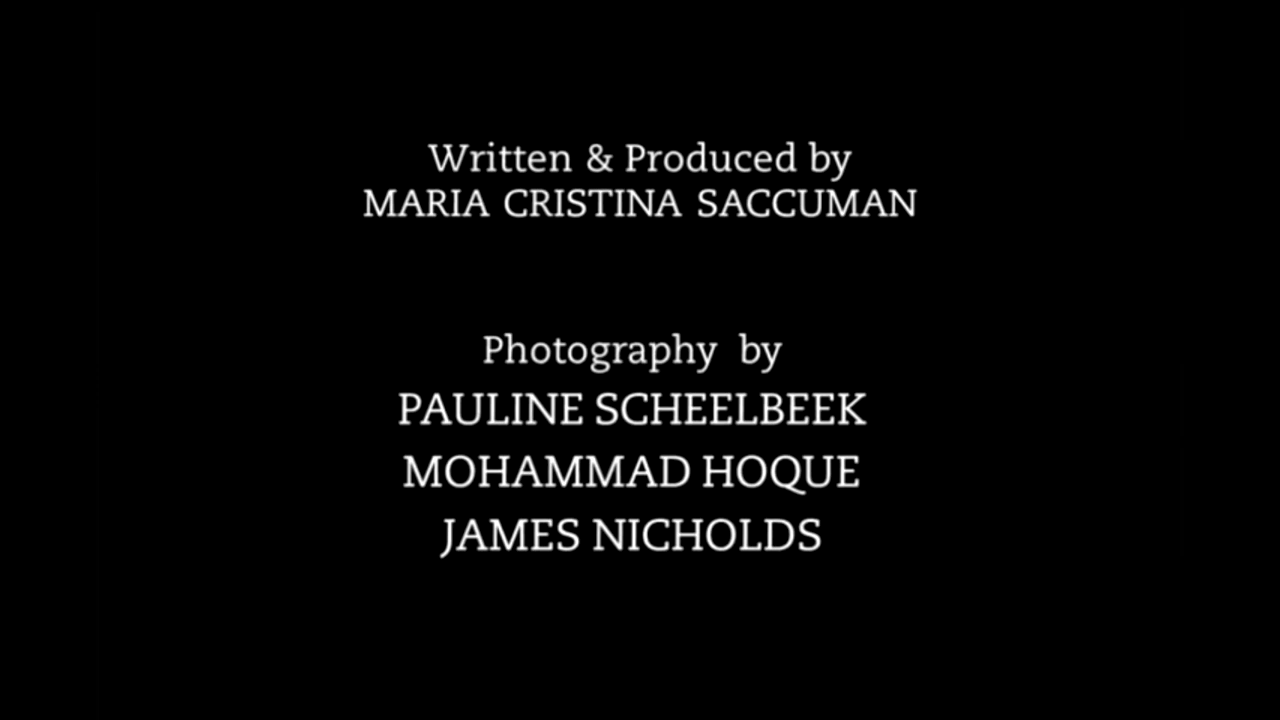 Written & Produced by
MARIA CRISTINA SACCUMAN
Photography by
PAULINE SCHEELBEEK
MOHAMMAD HOQUE
JAMES NICHOLDS